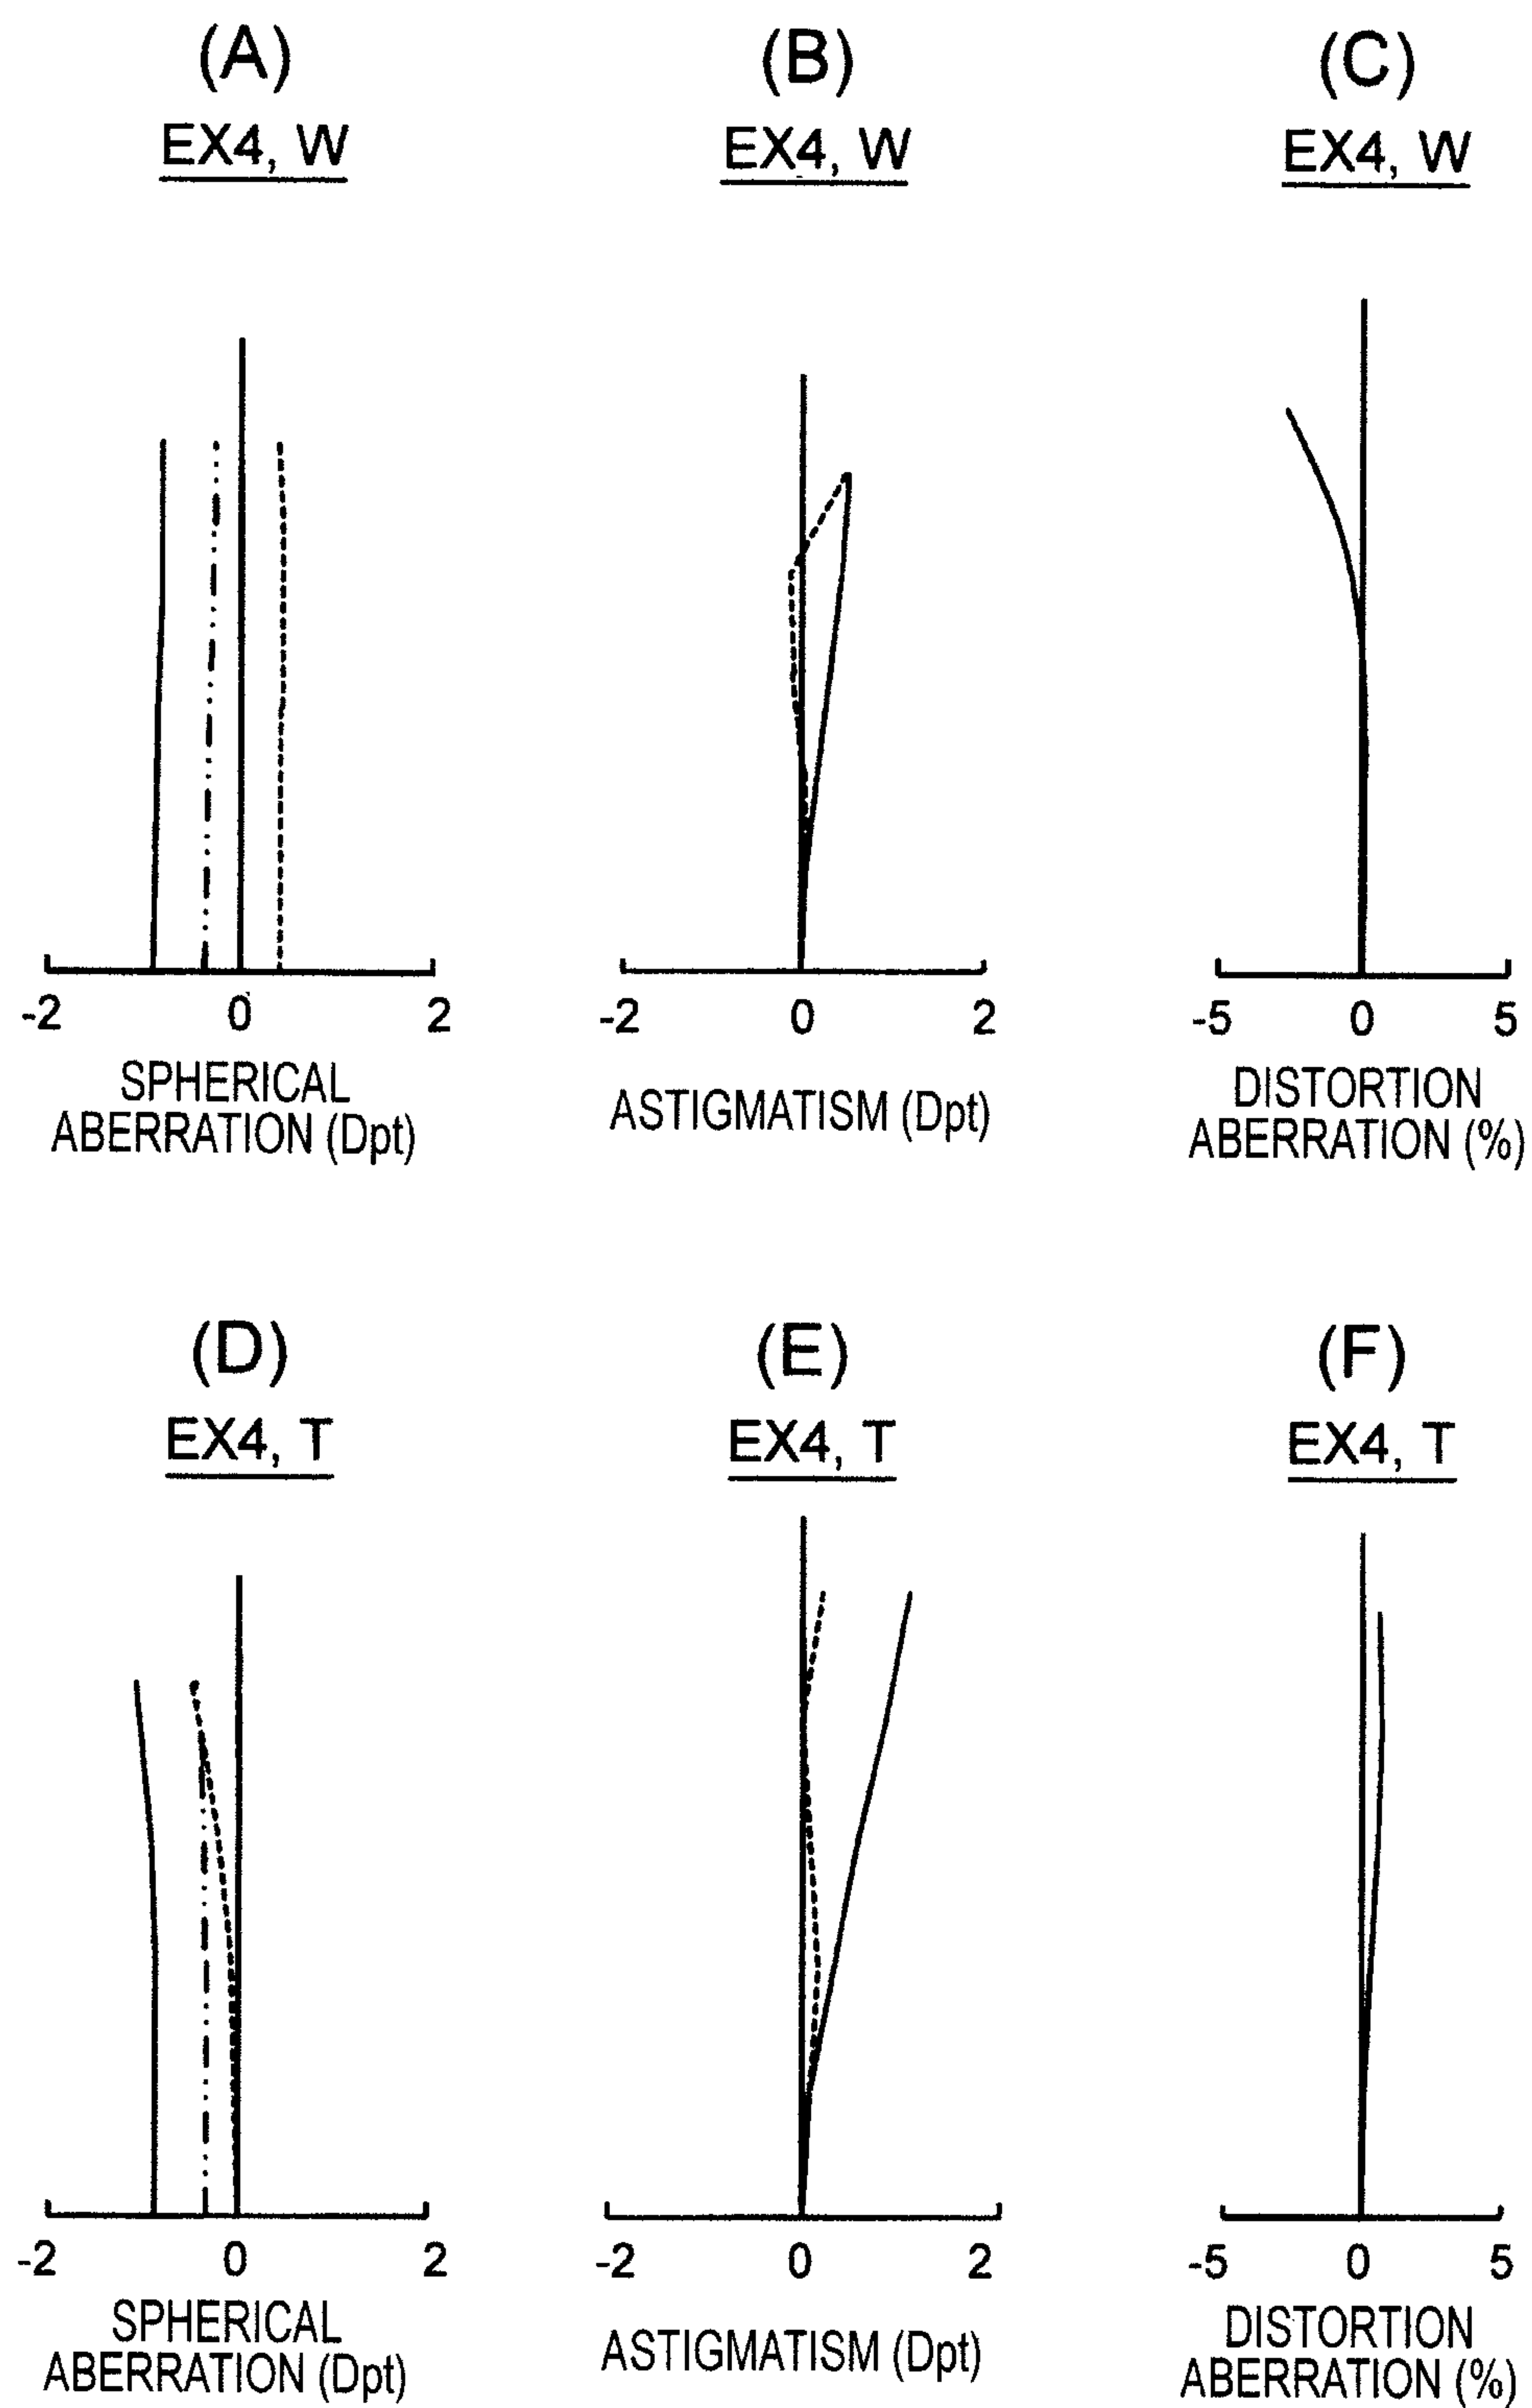 (A)
EX4, W
(B)
EX4, W
(C)
EX4, W
-2 0 2
SPHERICAL
ABERRATION (Dpt)
-2 0 2
ASTIGMATISM (Dpt)
-5 0 5
DISTORTION
ABERRATION (%)
(D)
EX4, T
(E)
EX4, T
(F)
EX4, T
-2 0 2
SPHERICAL
ABERRATION (Dpt)
-2 0 2
ASTIGMATISM (Dpt)
-5 0 5
DISTORTION
ABERRATION (%)